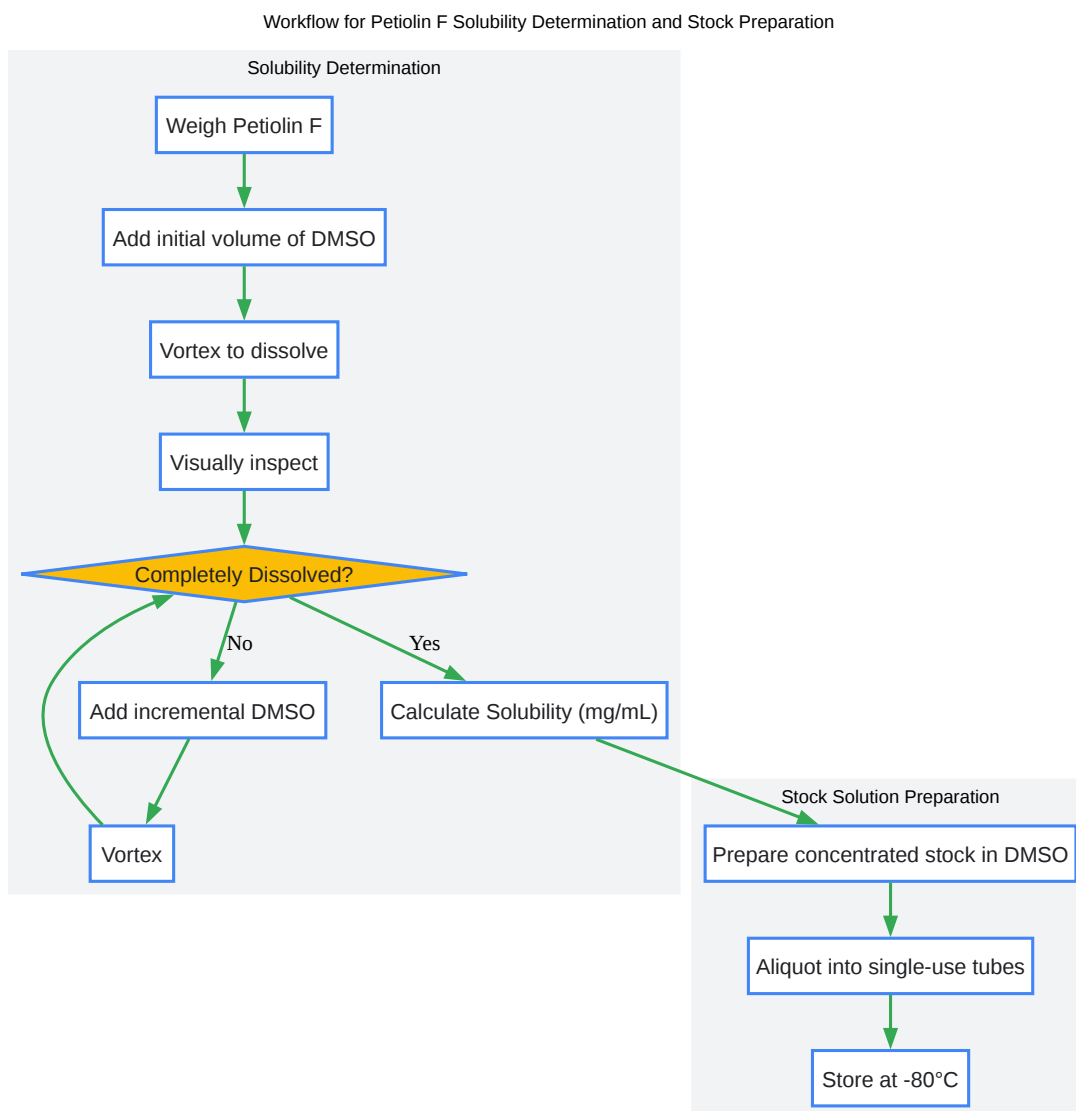 Workflow for Petiolin F Solubility Determination and Stock Preparation
Solubility Determination
Weigh Petiolin F
Add initial volume of DMSO
Vortex to dissolve
Visually inspect
Completely Dissolved?
No
Yes
Add incremental DMSO
Calculate Solubility (mg/mL)
Vortex
Stock Solution Preparation
Prepare concentrated stock in DMSO
Aliquot into single-use tubes
Store at -80°C